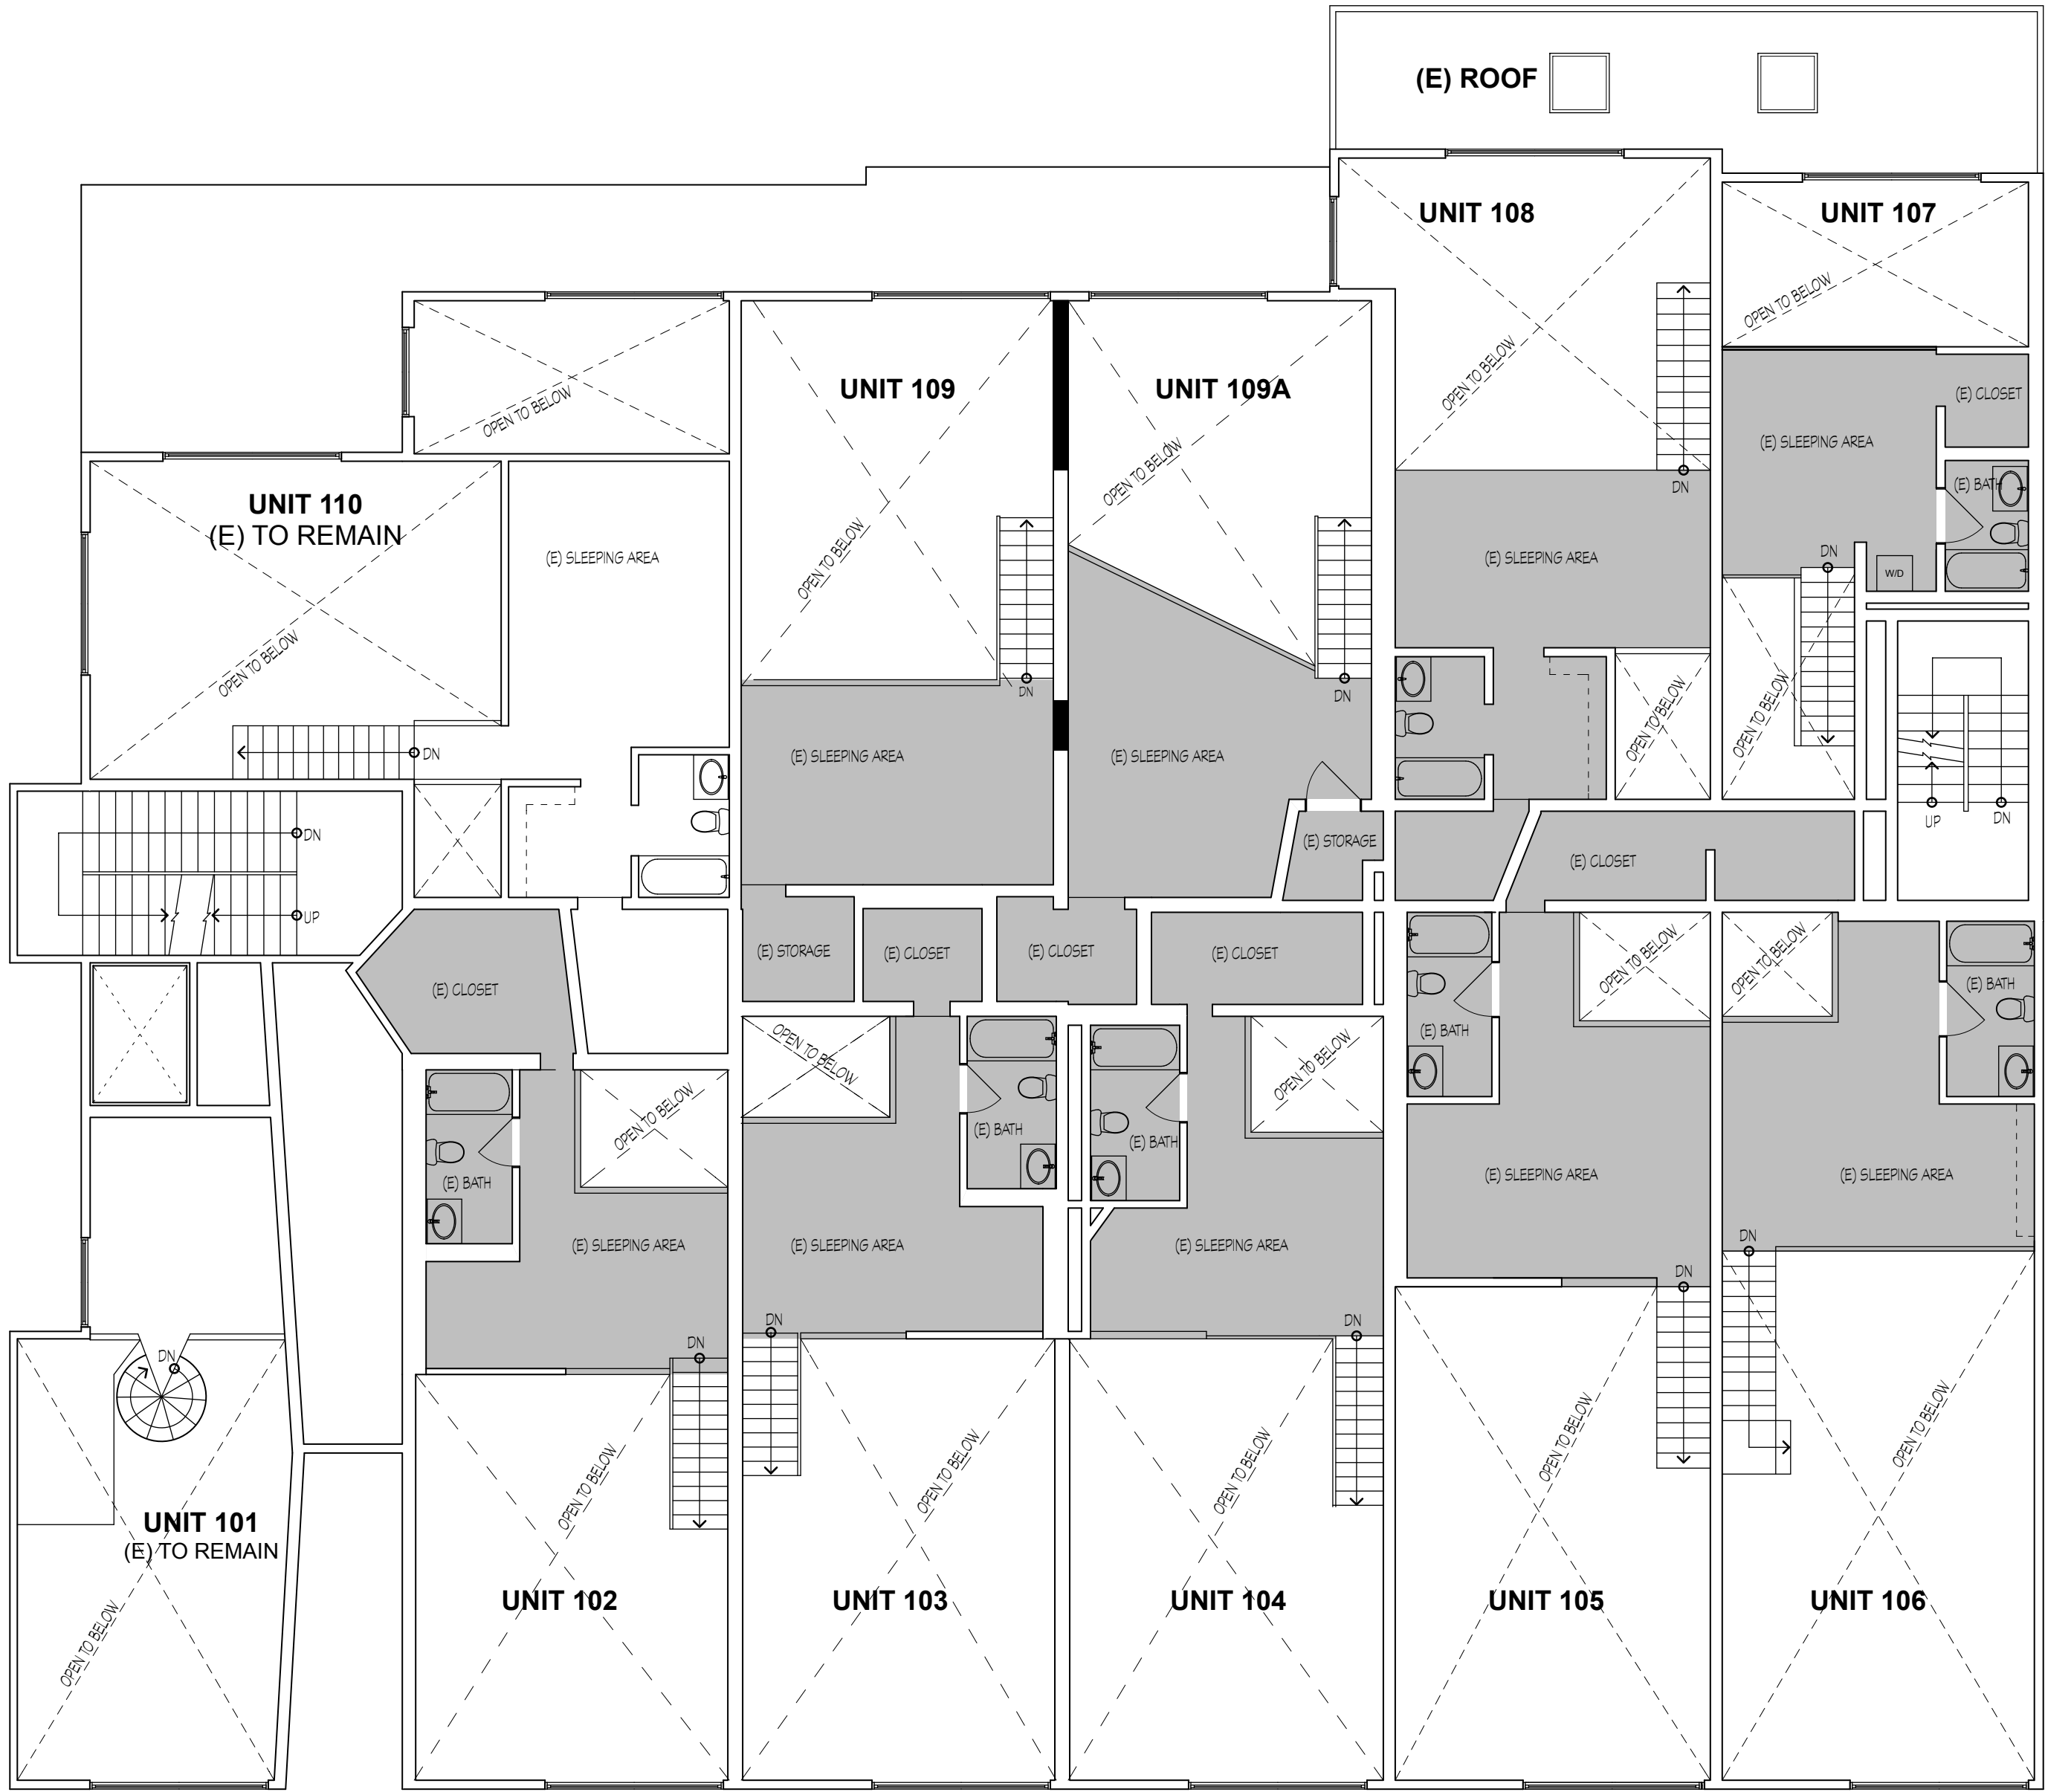 (E) ROOF
UNIT 108
UNIT 107
OPEN TO BELOW
OPEN TO BELOW
UNIT 109
UNIT 109A
OPEN TO BELOW
(E) CLOSET
OPEN TO BELOW
(E) SLEEPING AREA
OPEN TO BELOW
DN
(E) BATH
UNIT 110
(E) TO REMAIN
(E) SLEEPING AREA
OPEN TO BELOW
(E) SLEEPING AREA
DN
W/D
OPEN TO BELOW
DN
DN
OPEN TO BELOW
OPEN TO BELOW
DN
(E) SLEEPING AREA
(E) SLEEPING AREA
DN
UP
DN
(E) STORAGE
(E) CLOSET
UP
(E) STORAGE
(E) CLOSET
(E) CLOSET
(E) CLOSET
OPEN TO BELOW
OPEN TO BELOW
(E) CLOSET
(E) BATH
OPEN TO BELOW
OPEN TO BELOW
(E) BATH
OPEN TO BELOW
(E) BATH
(E) BATH
(E) BATH
(E) SLEEPING AREA
(E) SLEEPING AREA
(E) SLEEPING AREA
(E) SLEEPING AREA
(E) SLEEPING AREA
DN
DN
DN
DN
DN
DN
OPEN TO BELOW
OPEN TO BELOW
OPEN TO BELOW
OPEN TO BELOW
OPEN TO BELOW
UNIT 101
(E) TO REMAIN
OPEN TO BELOW
UNIT 102
UNIT 103
UNIT 104
UNIT 105
UNIT 106